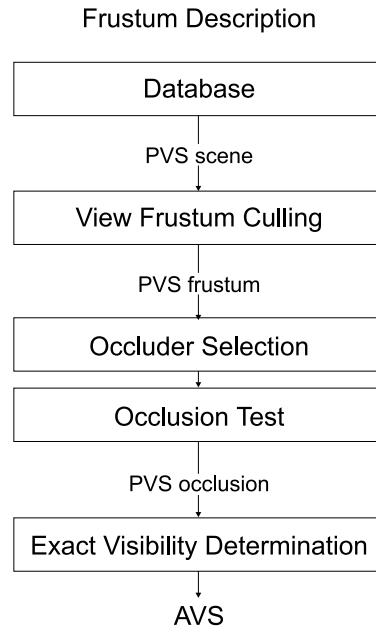 Frustum Description
Database
PVS scene
View Frustum Culling
PVS frustum
Occluder Selection
Occlusion Test
PVS occlusion
Exact Visibility Determination
AVS